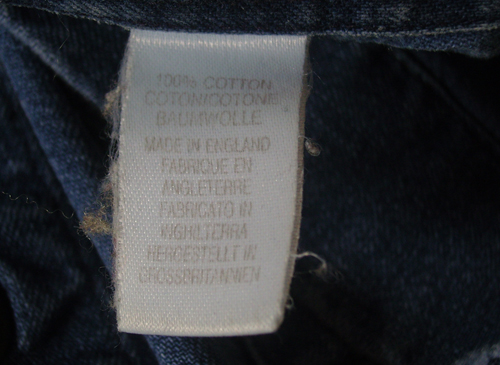 100% COTTON
COTON/COTONE
BAUMWOLLE
MADE IN ENGLAND
FABRIQUE EN
ANGLETERRE
FABRICATO IN
INGHILTERRA
HERGESTELLT IN
GROSSBRITANNIEN